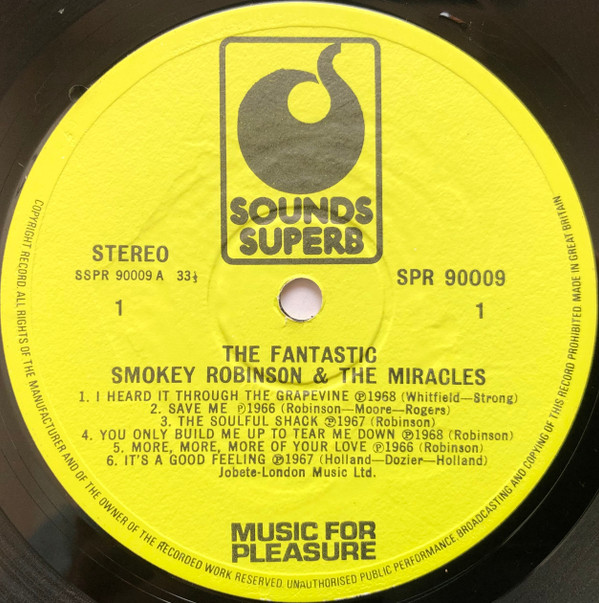 SOUNDS
SUPERB
STEREO
SSPR 90009 A 33⅓
1
SPR 90009
1
THE FANTASTIC
SMOKEY ROBINSON & THE MIRACLES
1. I HEARD IT THROUGH THE GRAPEVINE ℗1968 (Whitfield—Strong)
2. SAVE ME ℗1966 (Robinson—Moore—Rogers)
3. THE SOULFUL SHACK ℗1967 (Robinson)
4. YOU ONLY BUILD ME UP TO TEAR ME DOWN ℗1968 (Robinson)
5. MORE, MORE, MORE OF YOUR LOVE ℗1966 (Robinson)
6. IT'S A GOOD FEELING ℗1967 (Holland—Dozier—Holland)
Jobete-London Music Ltd.
MUSIC FOR
PLEASURE
COPYRIGHT RECORD. ALL RIGHTS OF THE MANUFACTURER AND OF THE OWNER OF THE RECORDED WORK RESERVED. UNAUTHORISED PUBLIC PERFORMANCE BROADCASTING AND COPYING OF THIS RECORD PROHIBITED. MADE IN GREAT BRITAIN